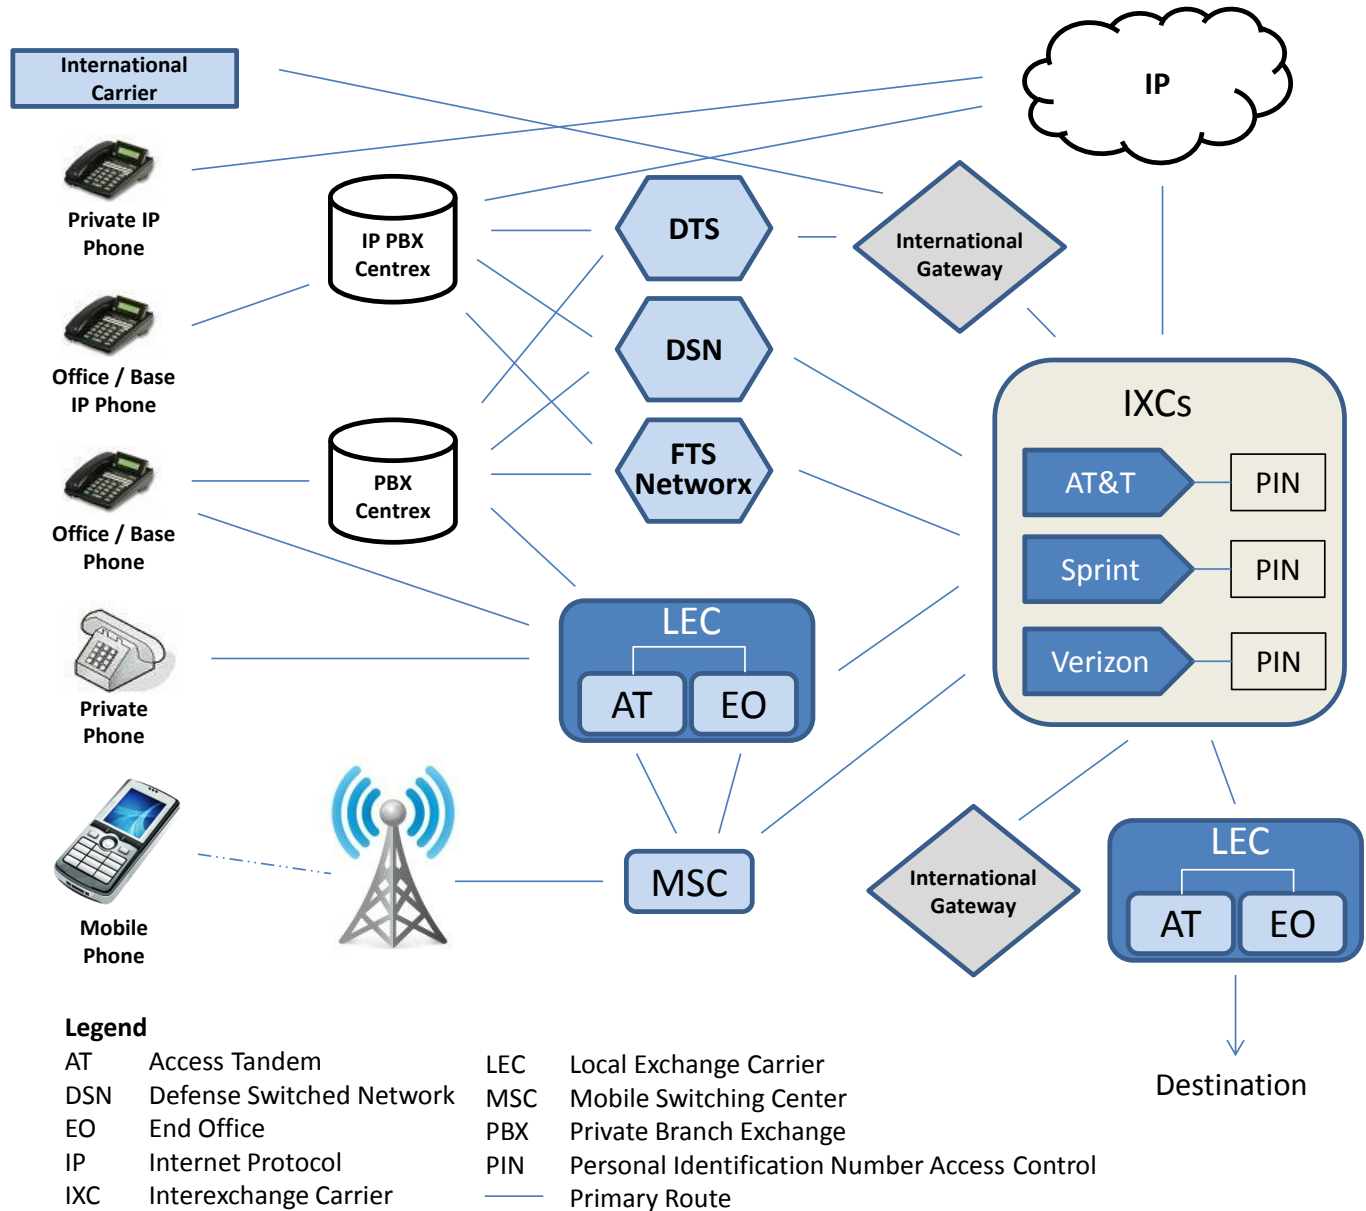 International
Carrier
IP
Private IP
Phone
IP PBX
Centrex
DTS
International
Gateway
Office / Base
IP Phone
DSN
IXCs
Office / Base
Phone
PBX
Centrex
FTS
Networx
AT&T
PIN
Sprint
PIN
Verizon
PIN
Private
Phone
LEC
AT
EO
Mobile
Phone
MSC
International
Gateway
LEC
AT
EO
Destination
Legend
AT Access Tandem
DSN Defense Switched Network
EO End Office
IP Internet Protocol
IXC Interexchange Carrier
LEC Local Exchange Carrier
MSC Mobile Switching Center
PBX Private Branch Exchange
PIN Personal Identification Number Access Control
Primary Route